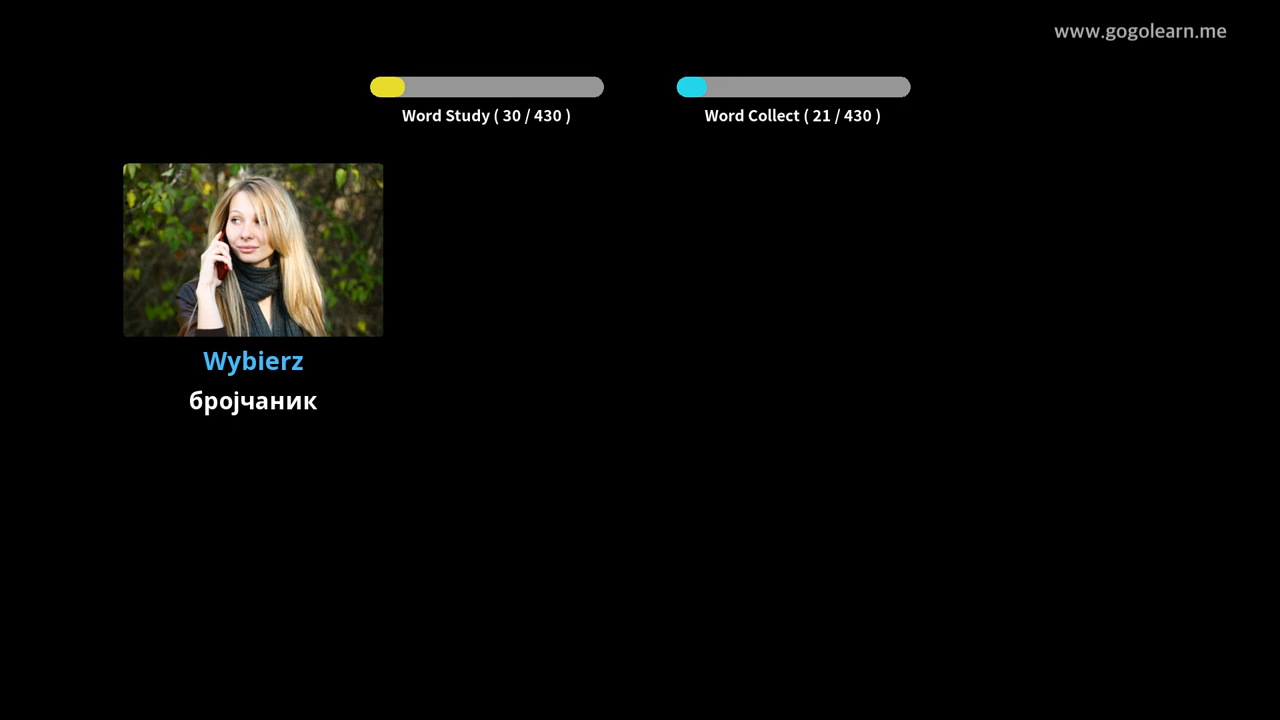 www.gogolearn.me
Word Study ( 30 / 430 )
Word Collect ( 21 / 430 )
Wybierz
бројчаник